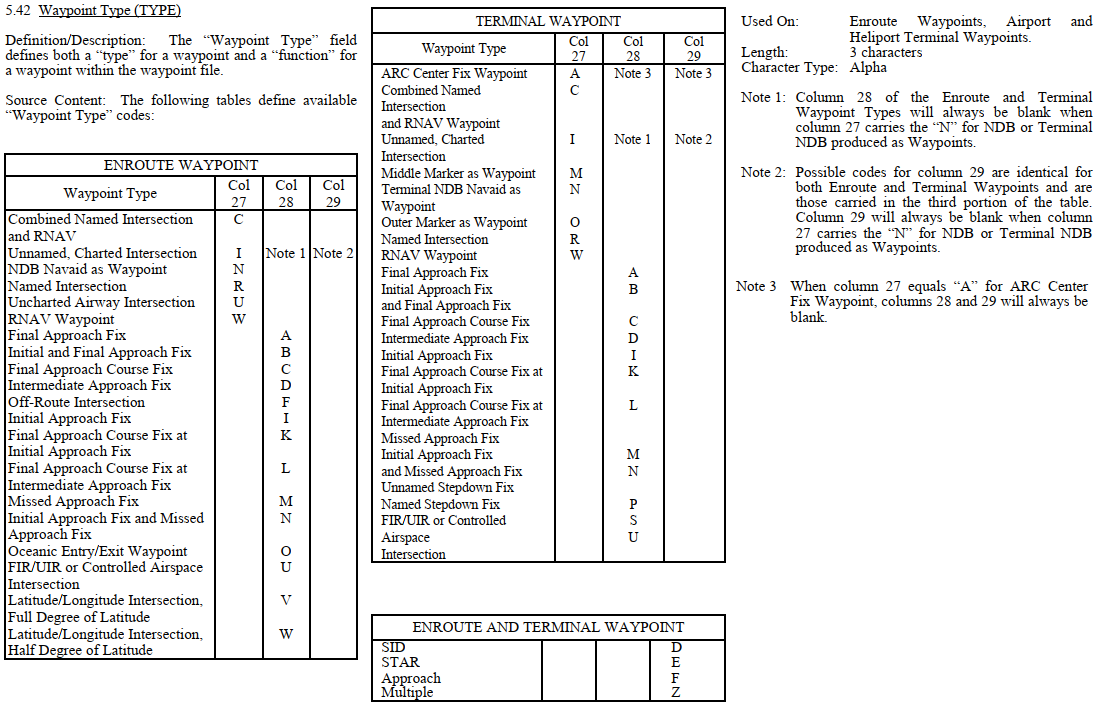 5.42 Waypoint Type (TYPE)
Definition/Description: The “Waypoint Type” field
defines both a “type” for a waypoint and a “function” for
a waypoint within the waypoint file.
Source Content: The following tables define available
“Waypoint Type” codes:
ENROUTE WAYPOINT
Waypoint Type Col 27 Col 28 Col 29
Combined Named Intersection C
and RNAV
Unnamed, Charted Intersection I Note 1 Note 2
NDB Navaid as Waypoint N
Named Intersection R
Uncharted Airway Intersection U
RNAV Waypoint W
Final Approach Fix A
Initial and Final Approach Fix B
Final Approach Course Fix C
Intermediate Approach Fix D
Off-Route Intersection F
Initial Approach Fix I
Final Approach Course Fix at K
Initial Approach Fix
Final Approach Course Fix at L
Intermediate Approach Fix
Missed Approach Fix M
Initial Approach Fix and Missed N
Approach Fix
Oceanic Entry/Exit Waypoint O
FIR/UIR or Controlled Airspace U
Intersection
Latitude/Longitude Intersection, V
Full Degree of Latitude
Latitude/Longitude Intersection, W
Half Degree of Latitude
TERMINAL WAYPOINT
Waypoint Type Col 27 Col 28 Col 29
ARC Center Fix Waypoint A Note 3 Note 3
Combined Named C
Intersection
and RNAV Waypoint
Unnamed, Charted I Note 1 Note 2
Intersection
Middle Marker as Waypoint M
Terminal NDB Navaid as N
Waypoint
Outer Marker as Waypoint O
Named Intersection R
RNAV Waypoint W
Final Approach Fix A
Initial Approach Fix B
and Final Approach Fix
Final Approach Course Fix C
Intermediate Approach Fix D
Initial Approach Fix I
Final Approach Course Fix at K
Initial Approach Fix
Final Approach Course Fix at L
Intermediate Approach Fix
Missed Approach Fix
Initial Approach Fix M
and Missed Approach Fix N
Unnamed Stepdown Fix
Named Stepdown Fix P
FIR/UIR or Controlled S
Airspace U
Intersection
ENROUTE AND TERMINAL WAYPOINT
SID D
STAR E
Approach F
Multiple Z
Used On: Enroute Waypoints, Airport and
Heliport Terminal Waypoints.
Length: 3 characters
Character Type: Alpha
Note 1: Column 28 of the Enroute and Terminal
Waypoint Types will always be blank when
column 27 carries the “N” for NDB or Terminal
NDB produced as Waypoints.
Note 2: Possible codes for column 29 are identical for
both Enroute and Terminal Waypoints and are
those carried in the third portion of the table.
Column 29 will always be blank when column
27 carries the “N” for NDB or Terminal NDB
produced as Waypoints.
Note 3 When column 27 equals “A” for ARC Center
Fix Waypoint, columns 28 and 29 will always be
blank.